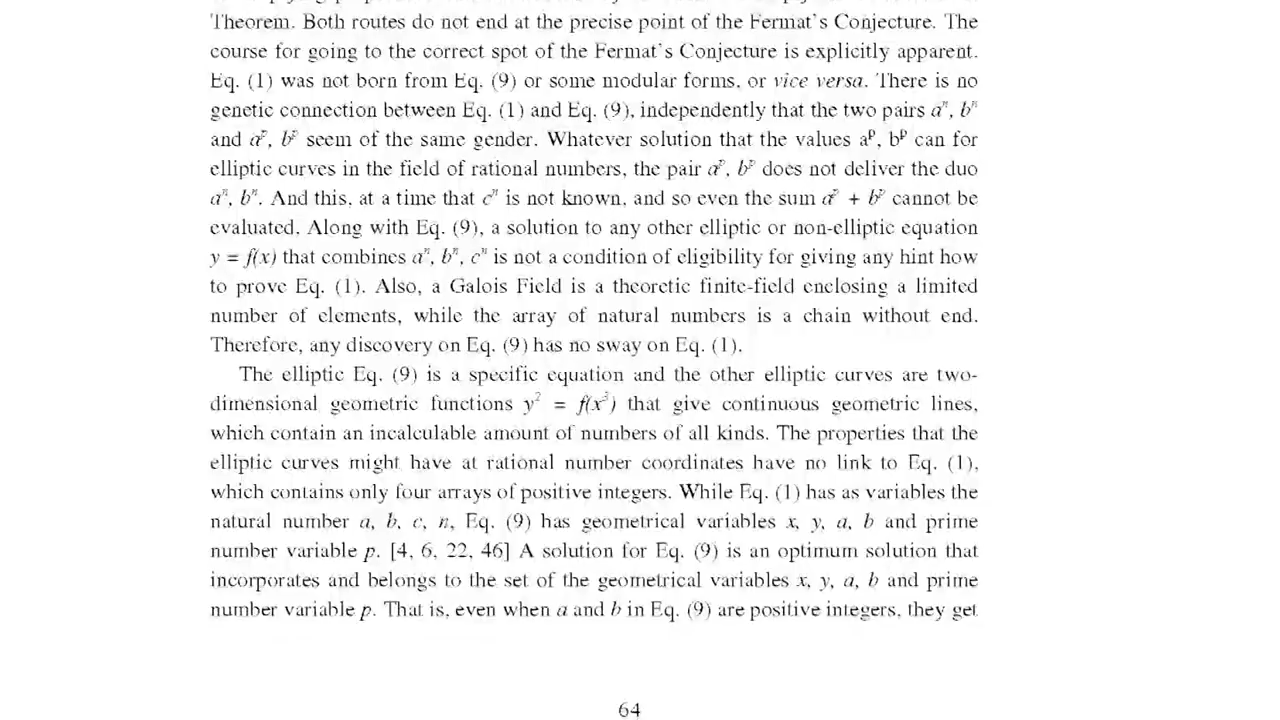 Theorem. Both routes do not end at the precise point of the Fermat's Conjecture. The
course for going to the correct spot of the Fermat's Conjecture is explicitly apparent.
Eq. (1) was not born from Eq. (9) or some modular forms, or vice versa. There is no
genetic connection between Eq. (1) and Eq. (9), independently that the two pairs aⁿ, bⁿ
and aᵖ, bᵖ seem of the same gender. Whatever solution that the values aᵖ, bᵖ can for
elliptic curves in the field of rational numbers, the pair aᵖ, bᵖ does not deliver the duo
aⁿ, bⁿ. And this, at a time that cⁿ is not known, and so even the sum aᵖ + bᵖ cannot be
evaluated. Along with Eq. (9), a solution to any other elliptic or non-elliptic equation
y = f(x) that combines aⁿ, bⁿ, cⁿ is not a condition of eligibility for giving any hint how
to prove Eq. (1). Also, a Galois Field is a theoretic finite-field enclosing a limited
number of elements, while the array of natural numbers is a chain without end.
Therefore, any discovery on Eq. (9) has no sway on Eq. (1).
The elliptic Eq. (9) is a specific equation and the other elliptic curves are two-
dimensional geometric functions y² = f(x³) that give continuous geometric lines,
which contain an incalculable amount of numbers of all kinds. The properties that the
elliptic curves might have at rational number coordinates have no link to Eq. (1),
which contains only four arrays of positive integers. While Eq. (1) has as variables the
natural number a, b, c, n, Eq. (9) has geometrical variables x, y, a, b and prime
number variable p. [4, 6, 22, 46] A solution for Eq. (9) is an optimum solution that
incorporates and belongs to the set of the geometrical variables x, y, a, b and prime
number variable p. That is, even when a and b in Eq. (9) are positive integers, they get
64